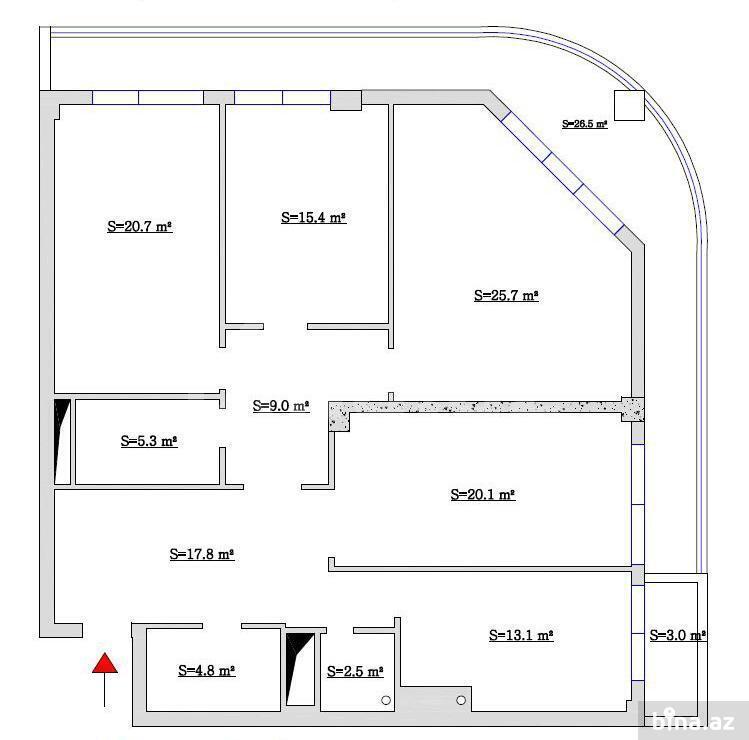 S=26.5 m²
S=20.7 m²
S=15.4 m²
S=25.7 m²
S=9.0 m²
S=5.3 m²
S=20.1 m²
S=17.8 m²
S=13.1 m²
S=3.0 m²
S=4.8 m²
S=2.5 m²
bina.az